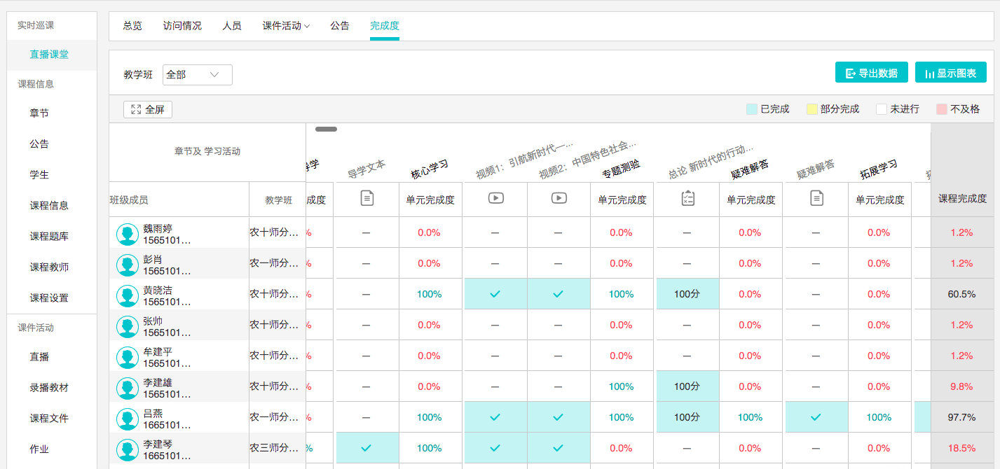 实时巡课
直播课堂
课程信息
章节
公告
学生
课程信息
课程题库
课程教师
课程设置
课件活动
直播
录播教材
课程文件
作业
总览 访问情况 人员 课件活动 公告 完成度
教学班 全部 导出数据 显示图表
全屏 已完成 部分完成 未进行 不及格
章节及 学习活动 导学 导学文本 核心学习 视频1：引航新时代—... 视频2：中国特色社会... 专题测验 总论 新时代的行动... 疑难解答 疑难解答 拓展学习
班级成员 教学班 成度 单元完成度 单元完成度 单元完成度 单元完成度 课程完成度
魏雨婷 农十师分... % — 0.0% — — 0.0% — 0.0% — 0.0% 1.2%
1565101...
彭肖 农一师分... % — 0.0% — — 0.0% — 0.0% — 0.0% 1.2%
1565101...
黄晓洁 农十师分... % — 100% 100% 100分 0.0% — 0.0% 60.5%
1565101...
张帅 农十师分... % — 0.0% — — 0.0% — 0.0% — 0.0% 1.2%
1565101...
牟建平 农十师分... % — 0.0% — — 0.0% — 0.0% — 0.0% 1.2%
1565101...
李建雄 农十师分... % — 0.0% — — 100% 100分 0.0% — 0.0% 9.8%
1565101...
吕燕 农一师分... % — 100% 100% 100分 100% 100% 97.7%
1665101...
李建琴 农三师分... % 100% 0.0% — 0.0% — 0.0% 18.5%
1665101...